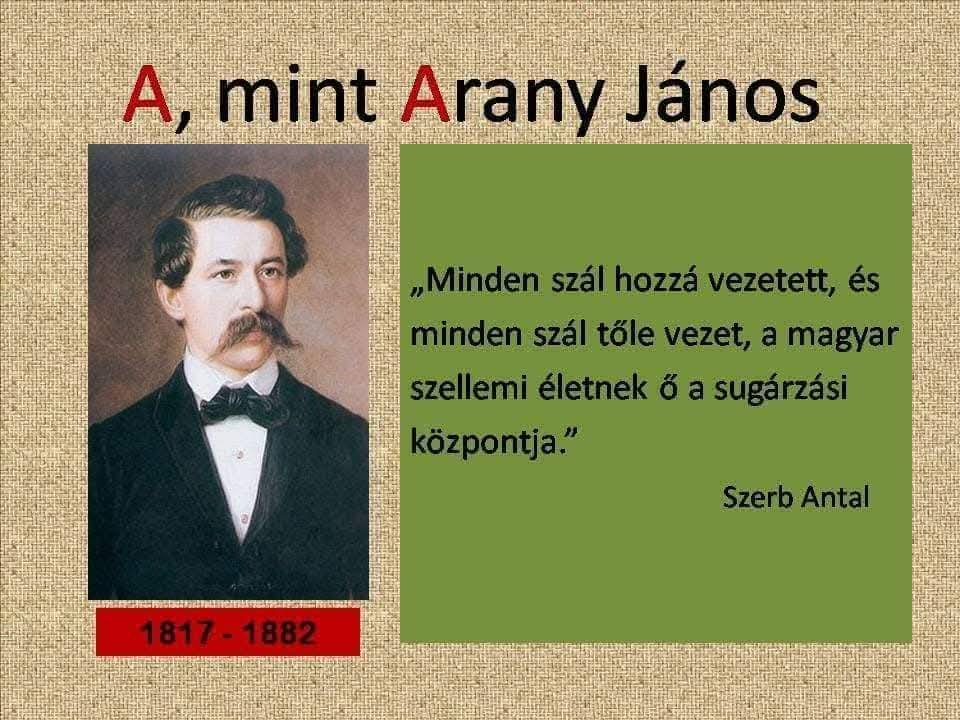 A, mint Arany János
„Minden szál hozzá vezetett, és
minden szál tőle vezet, a magyar
szellemi életnek ő a sugárzási
központja.”
Szerb Antal
1817 - 1882